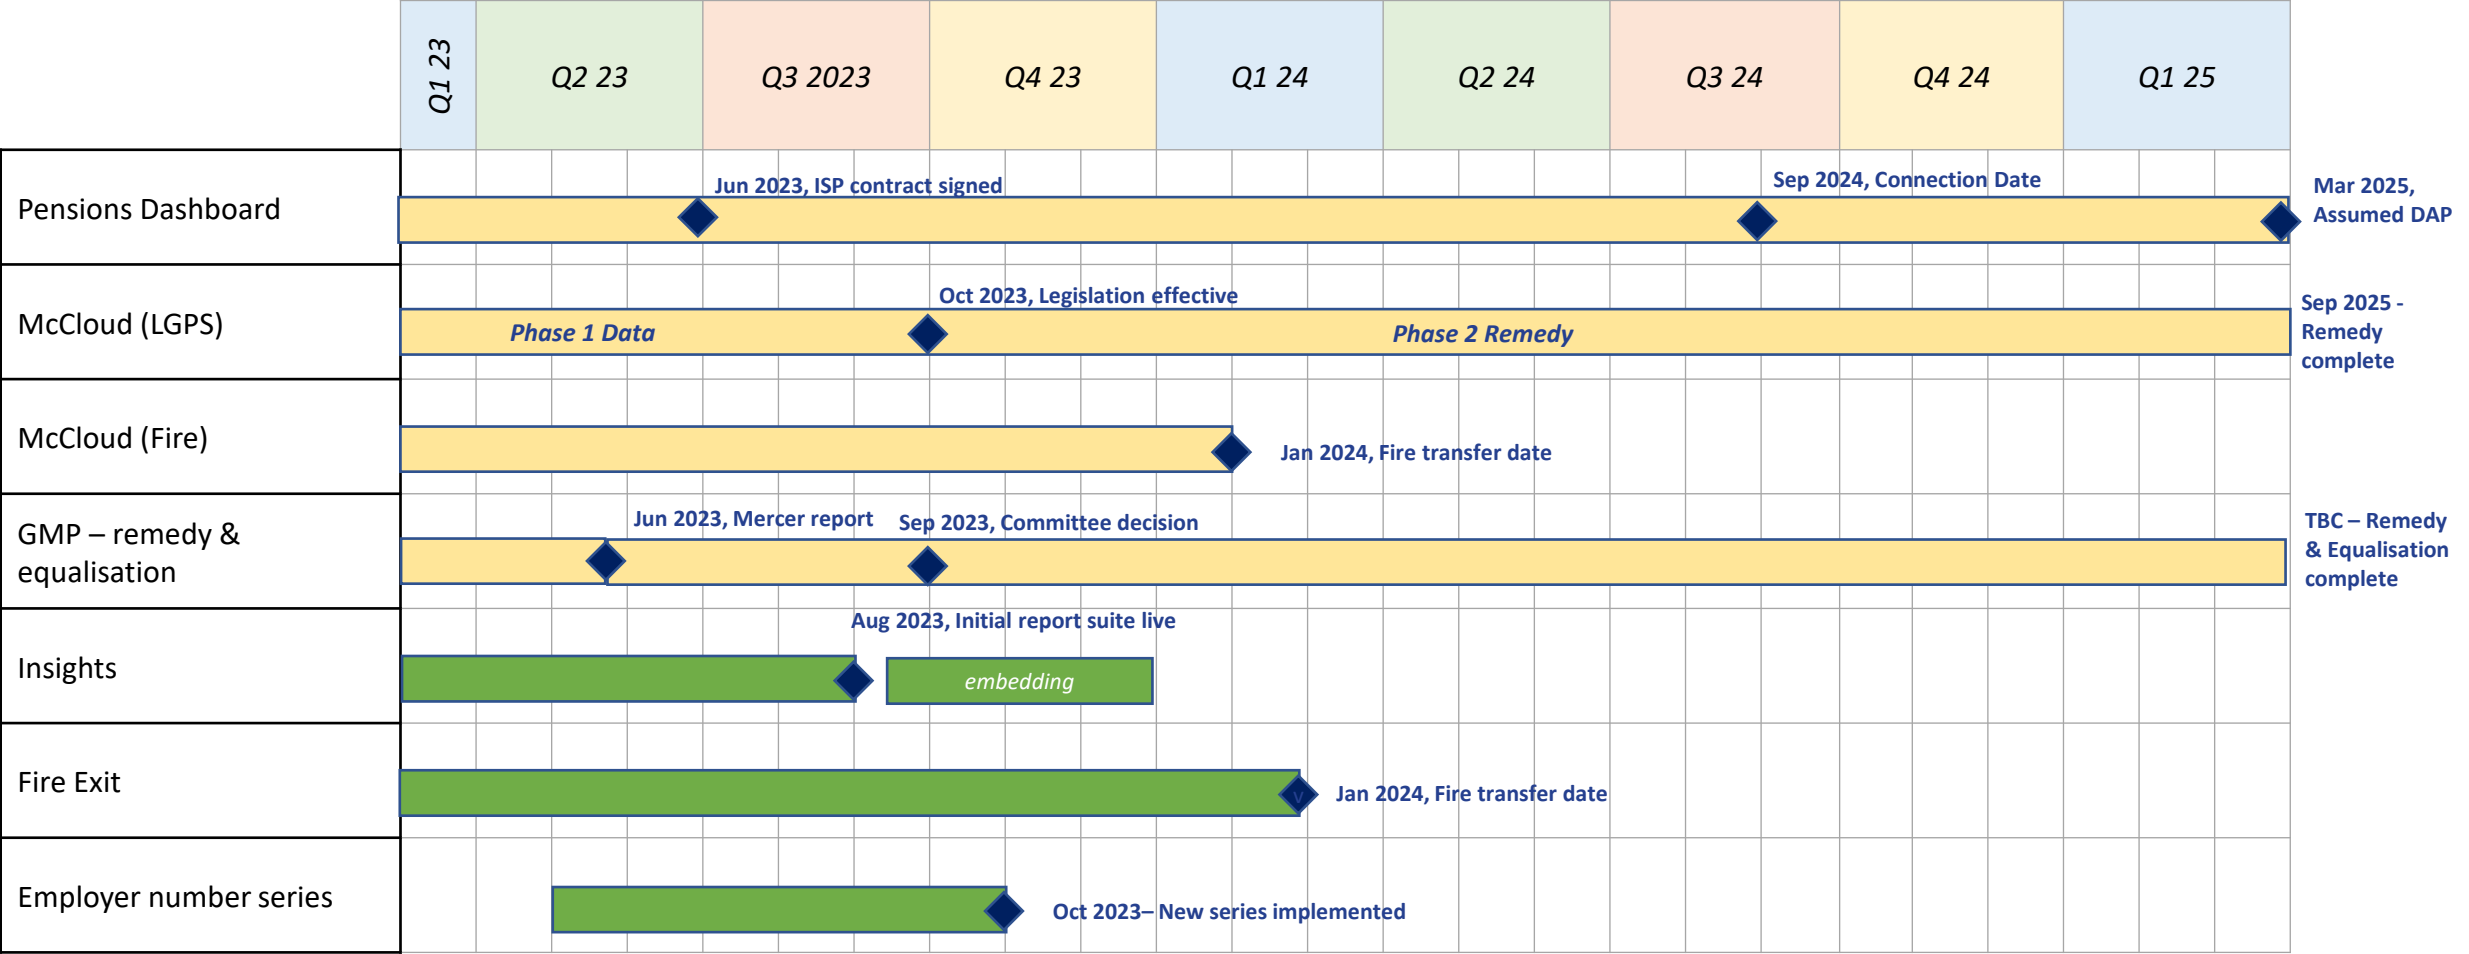 Q1 23
Q2 23
Q3 2023
Q4 23
Q1 24
Q2 24
Q3 24
Q4 24
Q1 25
Pensions Dashboard
Jun 2023, ISP contract signed
Sep 2024, Connection Date
Mar 2025,
Assumed DAP
McCloud (LGPS)
Phase 1 Data
Oct 2023, Legislation effective
Phase 2 Remedy
Sep 2025 -
Remedy
complete
McCloud (Fire)
Jan 2024, Fire transfer date
GMP – remedy &
equalisation
Jun 2023, Mercer report
Sep 2023, Committee decision
TBC – Remedy
& Equalisation
complete
Insights
Aug 2023, Initial report suite live
embedding
Fire Exit
v
Jan 2024, Fire transfer date
Employer number series
Oct 2023– New series implemented